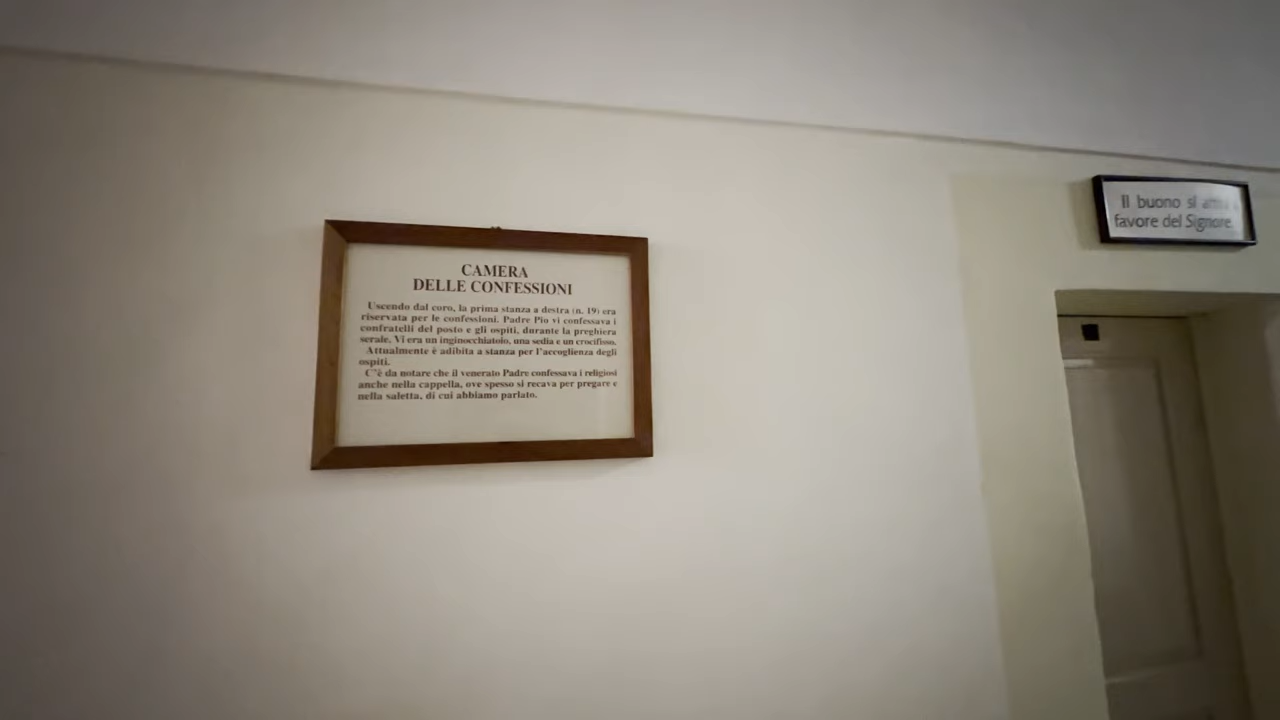 CAMERA
DELLE CONFESSIONI
Uscendo dal coro, la prima stanza a destra (n. 19) era
riservata per le confessioni. Padre Pio vi confessava i
confratelli del posto e gli ospiti, durante la preghiera
serale. Vi era un inginocchiatoio, una sedia e un crocifisso.
Attualmente è adibita a stanza per l'accoglienza degli
ospiti.
C'è da notare che il venerato Padre confessava i religiosi
anche nella cappella, ove spesso si recava per pregare e
nella saletta, di cui abbiamo parlato.
Il buono si
favore del Signore.